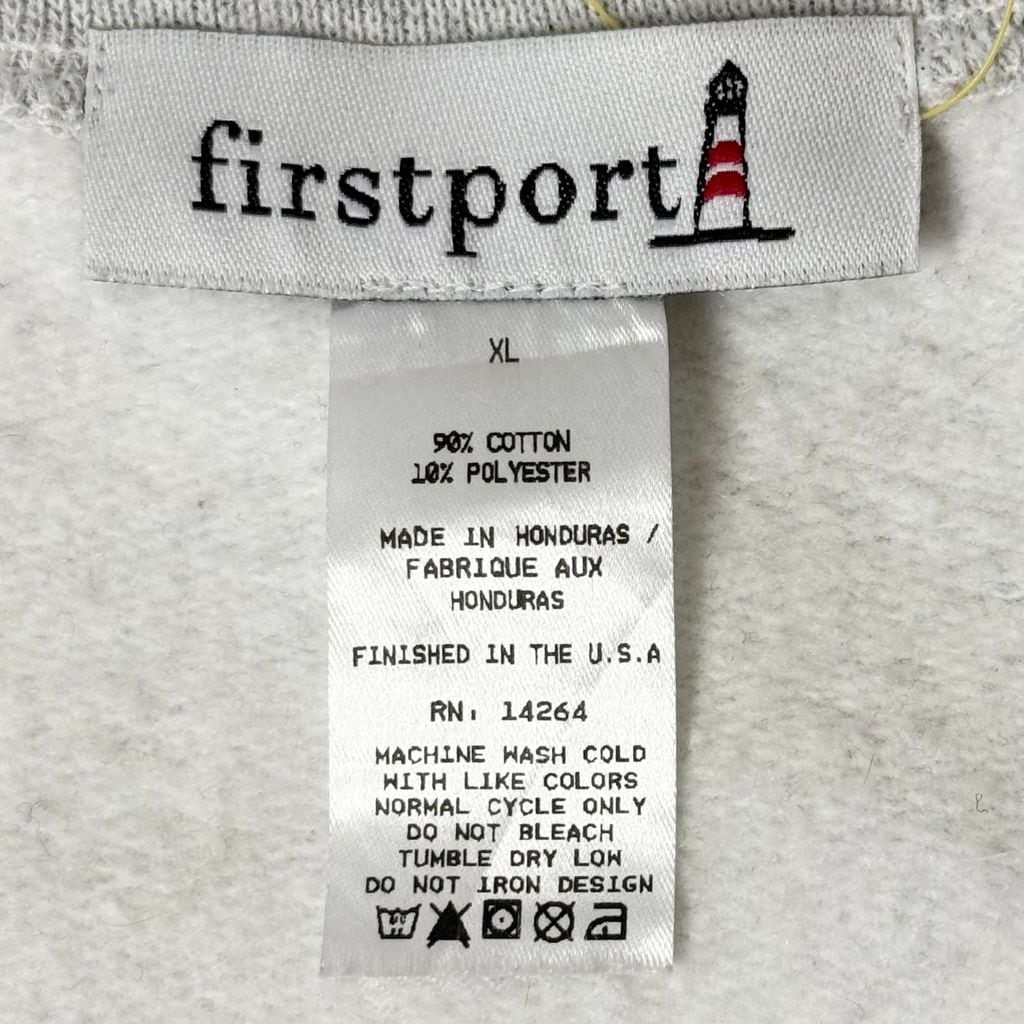 firstport
XL
90% COTTON
10% POLYESTER
MADE IN HONDURAS /
FABRIQUE AUX
HONDURAS
FINISHED IN THE U.S.A
RN: 14264
MACHINE WASH COLD
WITH LIKE COLORS
NORMAL CYCLE ONLY
DO NOT BLEACH
TUMBLE DRY LOW
DO NOT IRON DESIGN